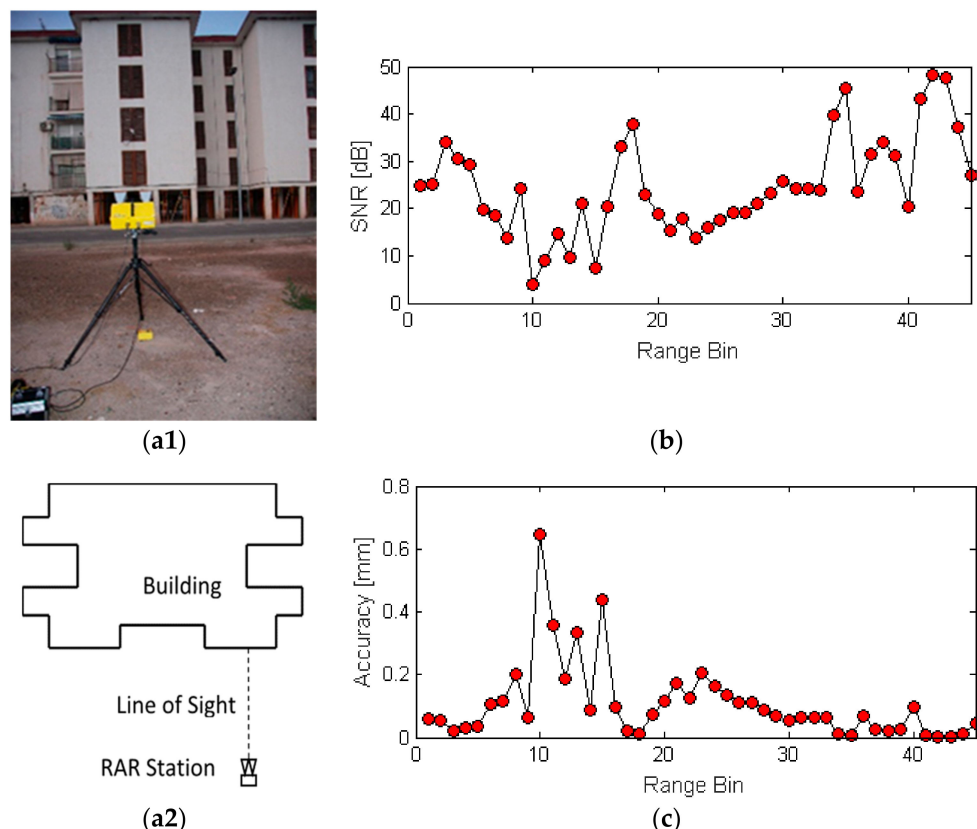 50
40
30
20
10
0
SNR [dB]
0 10 20 30 40
Range Bin
(a1)
(b)
Building
Line of Sight
RAR Station
(a2)
0.8
0.6
0.4
0.2
0
Accuracy [mm]
0 10 20 30 40
Range Bin
(c)